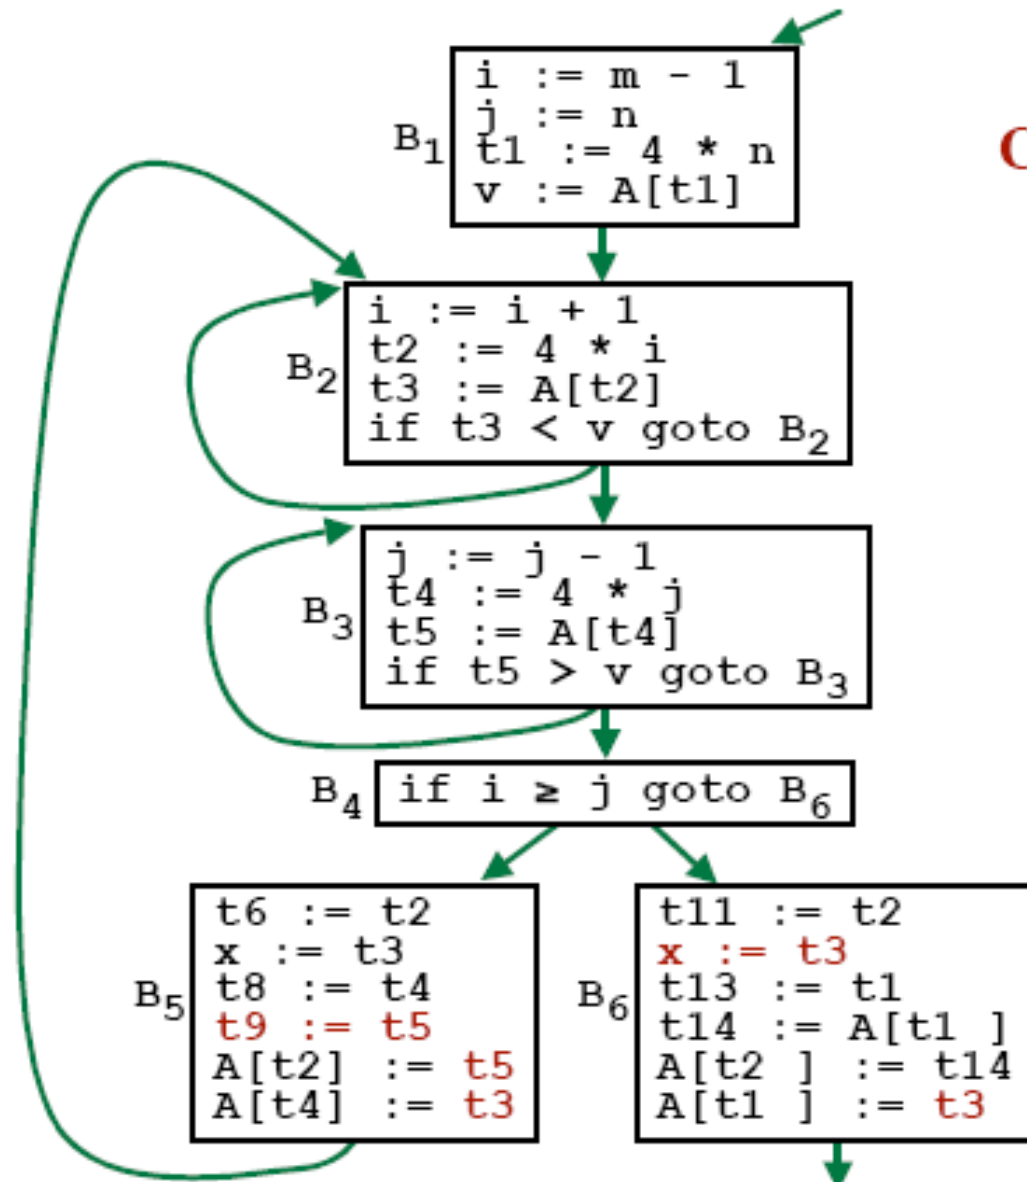 i := m - 1
j := n
t1 := 4 * n
v := A[t1]
B1
C
i := i + 1
t2 := 4 * i
t3 := A[t2]
if t3 < v goto B2
B2
j := j - 1
t4 := 4 * j
t5 := A[t4]
if t5 > v goto B3
B3
B4
if i ≥ j goto B6
B5
t6 := t2
x := t3
t8 := t4
t9 := t5
A[t2] := t5
A[t4] := t3
B6
t11 := t2
x := t3
t13 := t1
t14 := A[t1 ]
A[t2 ] := t14
A[t1 ] := t3